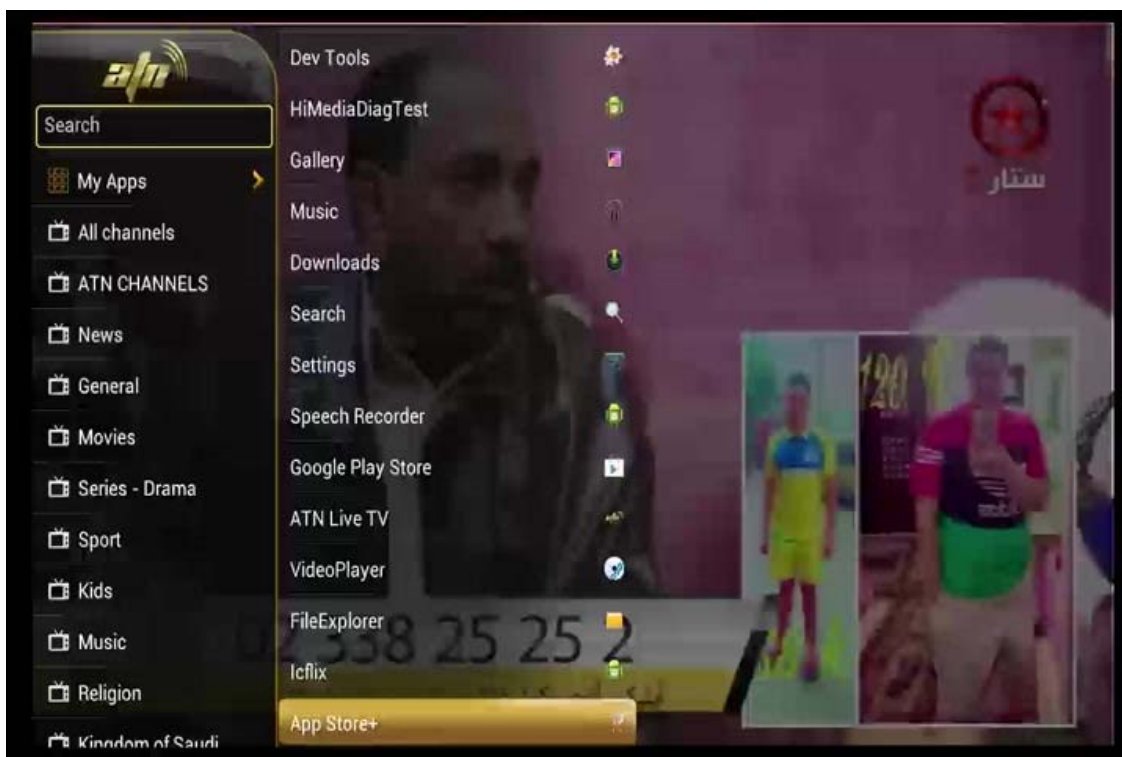 atn
Search
My Apps
All channels
ATN CHANNELS
News
General
Movies
Series - Drama
Sport
Kids
Music
Religion
Kingdom of Saudi
Dev Tools
HiMediaDiagTest
Gallery
Music
Downloads
Search
Settings
Speech Recorder
Google Play Store
ATN Live TV
VideoPlayer
FileExplorer
Icflix
App Store+
ستار
120
02 338 25 25 2